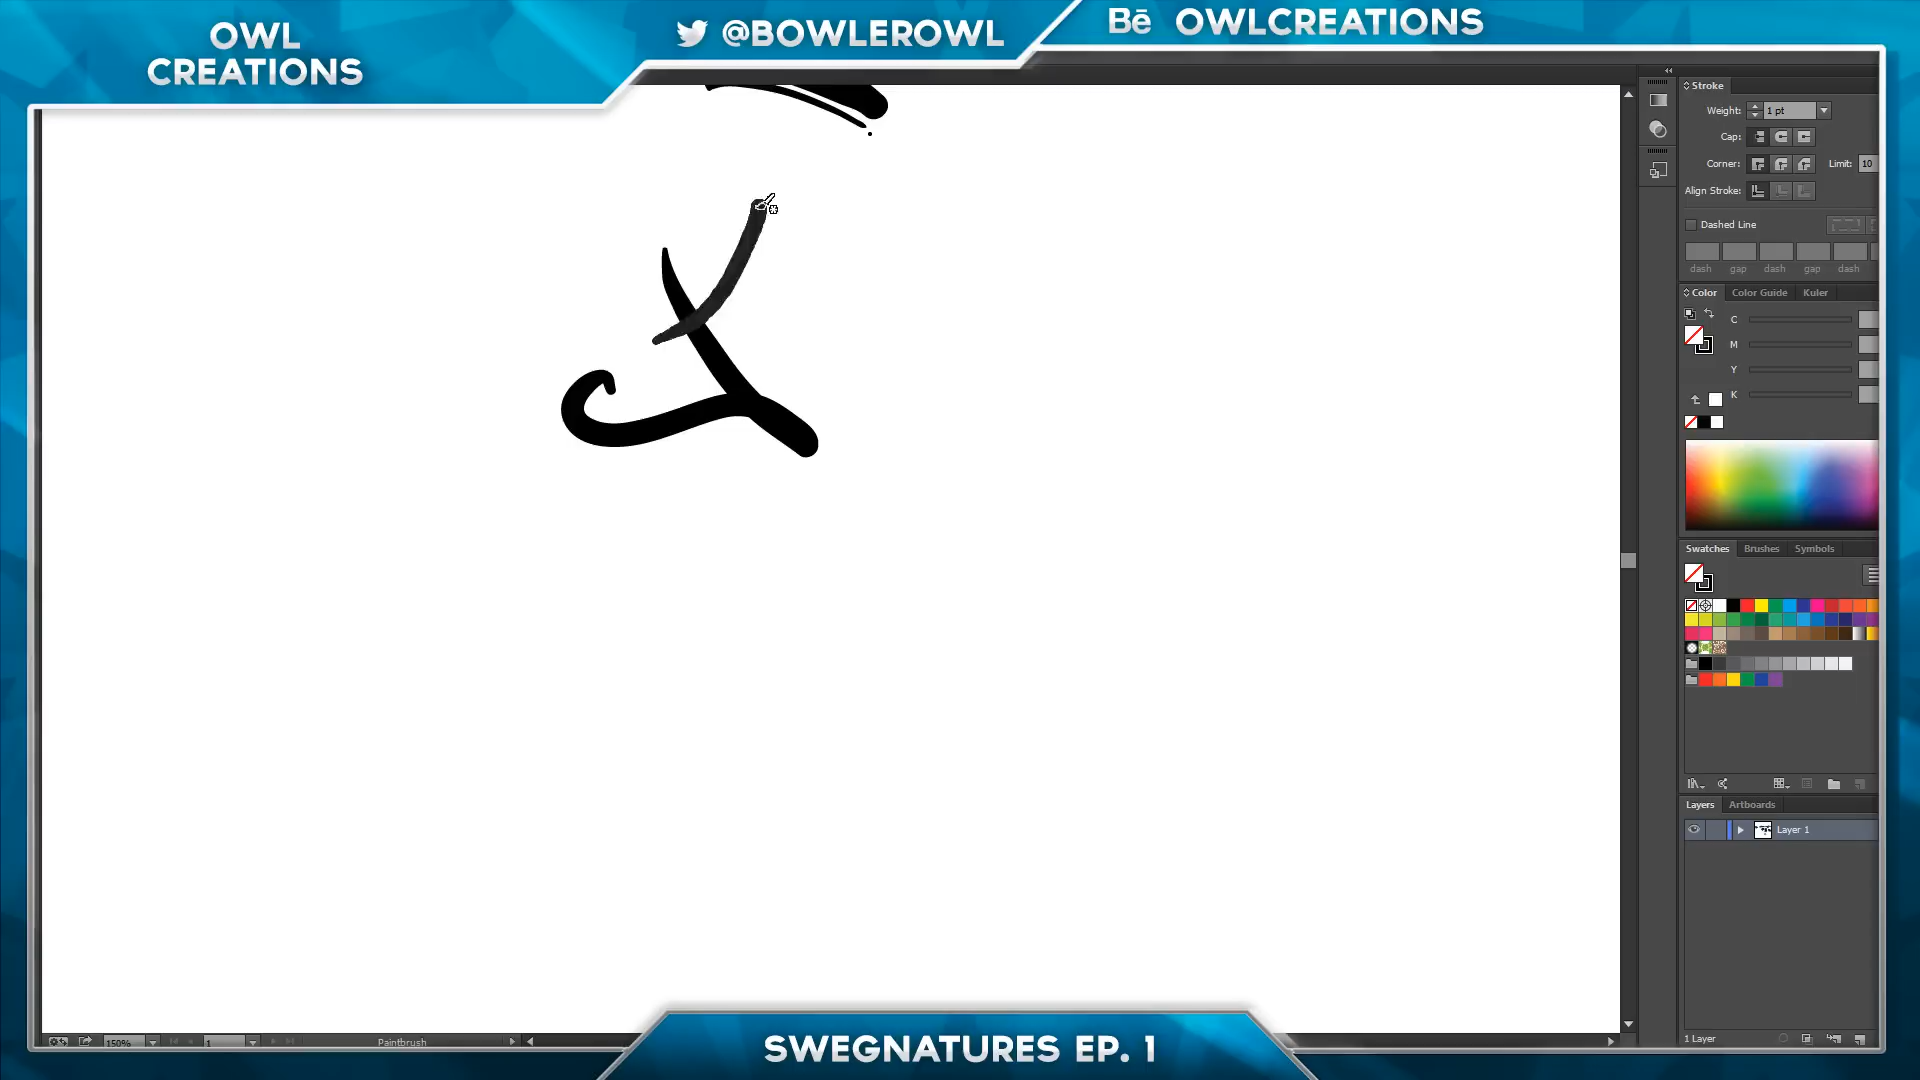 OWL
CREATIONS
@BOWLEROWL
Bē OWLCREATIONS
Stroke
Weight: 1 pt
Cap:
Corner: Limit: 10
Align Stroke:
Dashed Line
dash gap dash gap dash
Color Color Guide Kuler
C
M
Y
K
Swatches Brushes Symbols
Layers Artboards
Layer 1
1 Layer
150% 1 Paintbrush
SWEGNATURES EP. 1